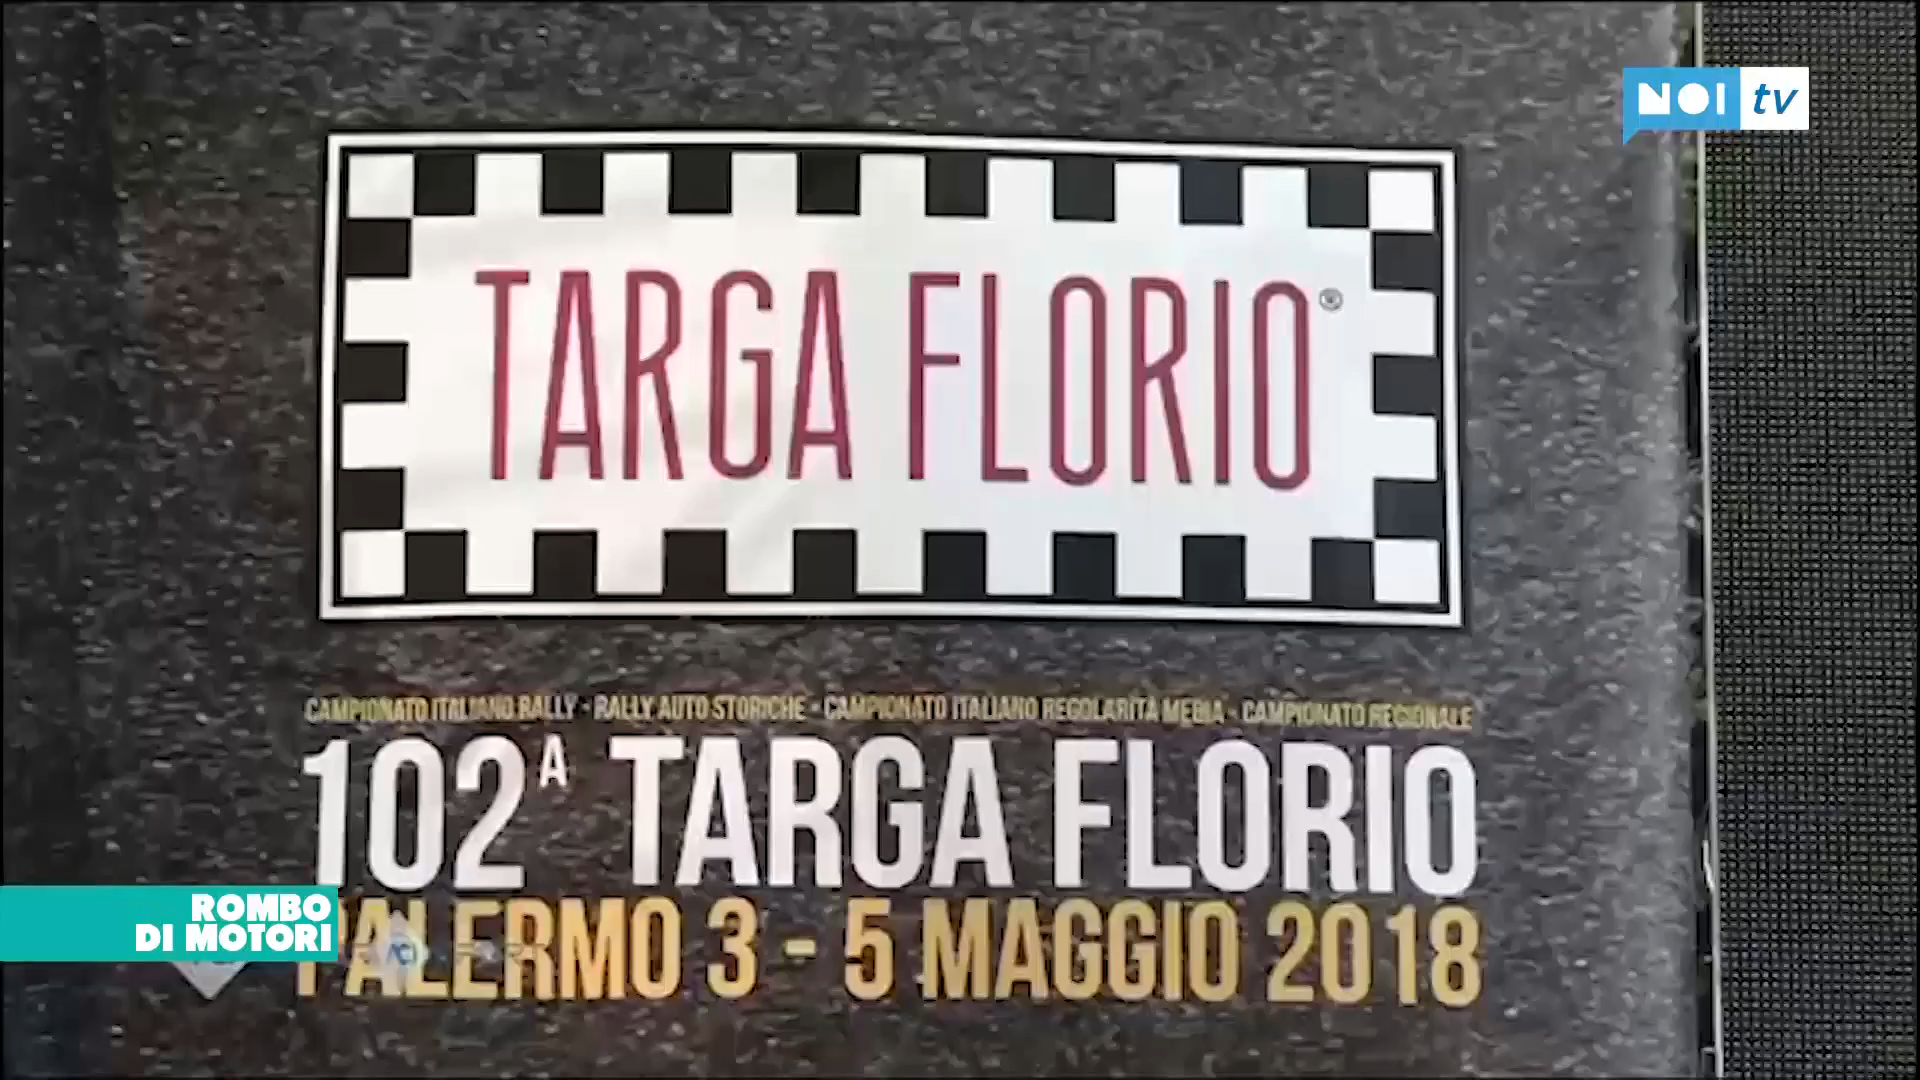 NOI tv
TARGA FLORIO®
CAMPIONATO ITALIANO RALLY - RALLY AUTO STORICHE - CAMPIONATO ITALIANO REGOLARITÀ MEDIA - CAMPIONATO REGIONALE
102A TARGA FLORIO
PALERMO 3 - 5 MAGGIO 2018
ROMBO
DI MOTORI